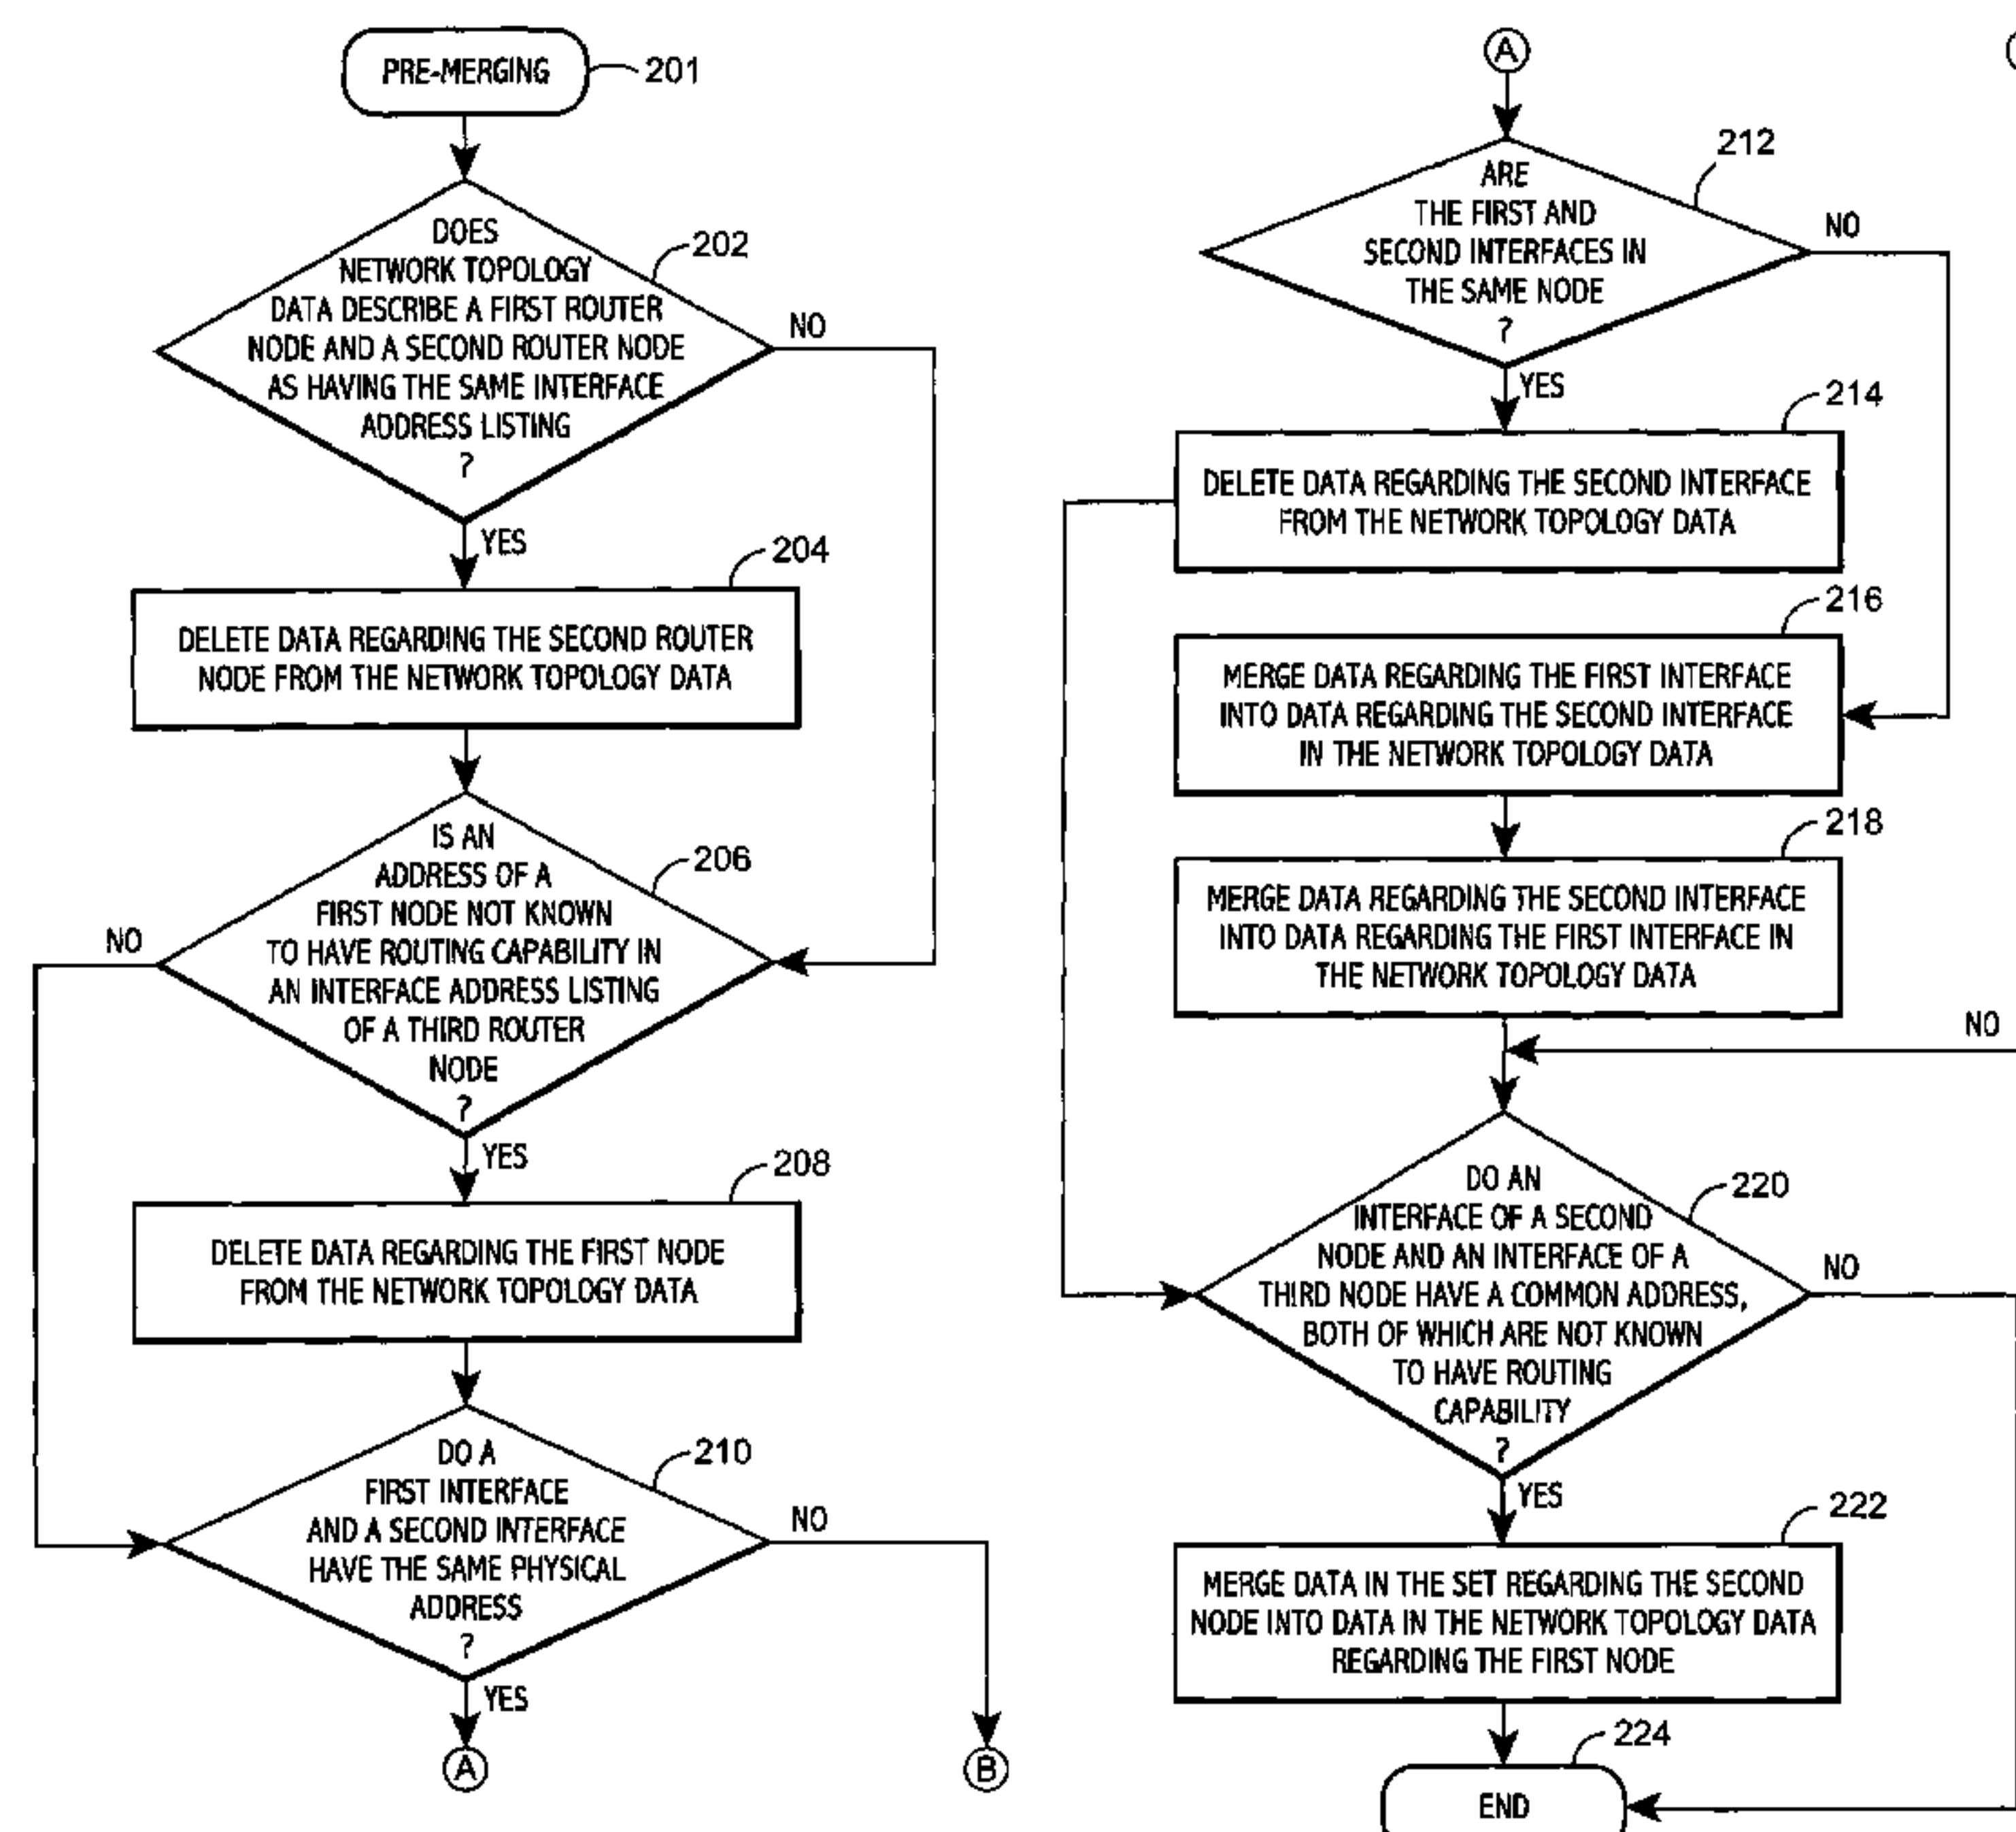 PRE-MERGING
201
DOES
NETWORK TOPOLOGY
DATA DESCRIBE A FIRST ROUTER
NODE AND A SECOND ROUTER NODE
AS HAVING THE SAME INTERFACE
ADDRESS LISTING
?
202
NO
YES
204
DELETE DATA REGARDING THE SECOND ROUTER
NODE FROM THE NETWORK TOPOLOGY DATA
IS AN
ADDRESS OF A
FIRST NODE NOT KNOWN
TO HAVE ROUTING CAPABILITY IN
AN INTERFACE ADDRESS LISTING
OF A THIRD ROUTER
NODE
?
206
NO
YES
208
DELETE DATA REGARDING THE FIRST NODE
FROM THE NETWORK TOPOLOGY DATA
DO A
FIRST INTERFACE
AND A SECOND INTERFACE
HAVE THE SAME PHYSICAL
ADDRESS
?
210
NO
YES
A
B
A
ARE
THE FIRST AND
SECOND INTERFACES IN
THE SAME NODE
?
212
NO
YES
214
DELETE DATA REGARDING THE SECOND INTERFACE
FROM THE NETWORK TOPOLOGY DATA
216
MERGE DATA REGARDING THE FIRST INTERFACE
INTO DATA REGARDING THE SECOND INTERFACE
IN THE NETWORK TOPOLOGY DATA
218
MERGE DATA REGARDING THE SECOND INTERFACE
INTO DATA REGARDING THE FIRST INTERFACE IN
THE NETWORK TOPOLOGY DATA
NO
DO AN
INTERFACE OF A SECOND
NODE AND AN INTERFACE OF A
THIRD NODE HAVE A COMMON ADDRESS,
BOTH OF WHICH ARE NOT KNOWN
TO HAVE ROUTING
CAPABILITY
?
220
NO
YES
222
MERGE DATA IN THE SET REGARDING THE SECOND
NODE INTO DATA IN THE NETWORK TOPOLOGY DATA
REGARDING THE FIRST NODE
224
END